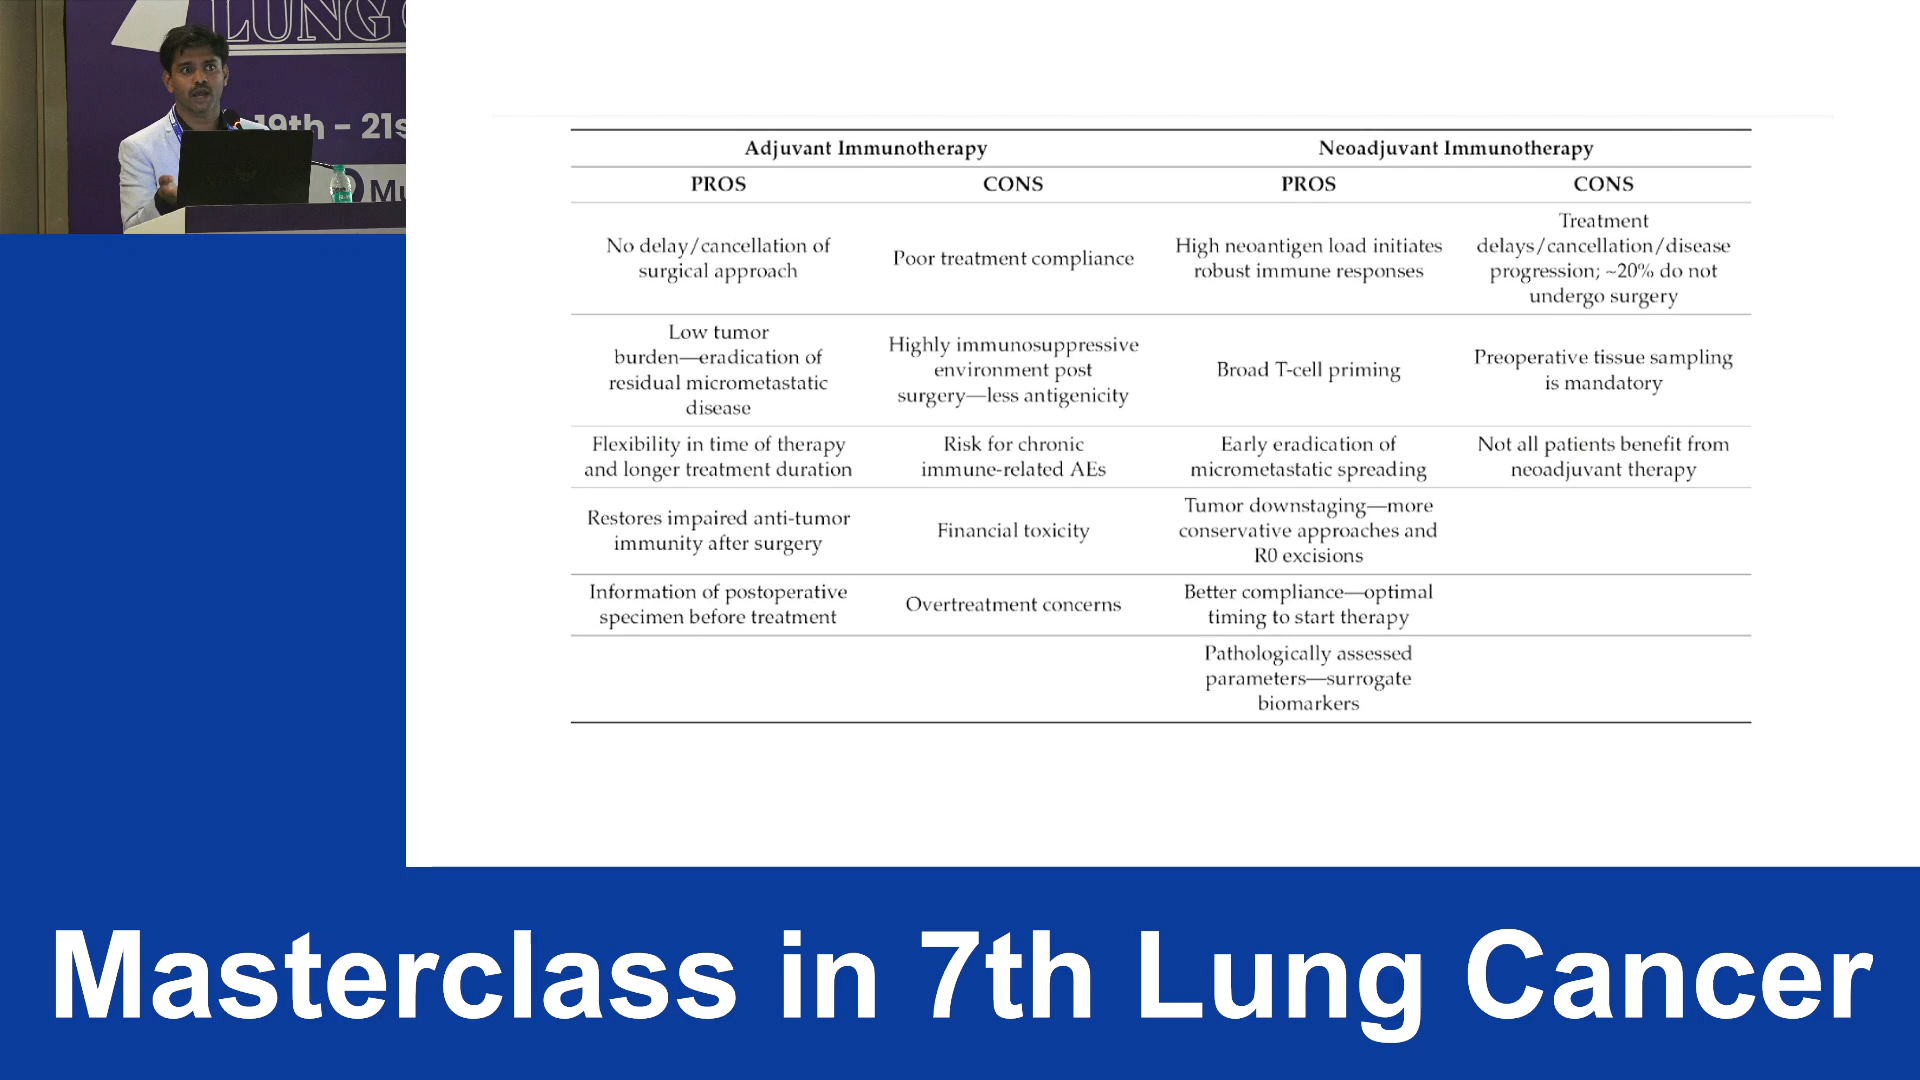 LUNG
19th - 21s
Mu
Adjuvant Immunotherapy
Neoadjuvant Immunotherapy
PROS
CONS
PROS
CONS
No delay/cancellation of
surgical approach
Poor treatment compliance
High neoantigen load initiates
robust immune responses
Treatment
delays/cancellation/disease
progression; ~20% do not
undergo surgery
Low tumor
burden—eradication of
residual micrometastatic
disease
Highly immunosuppressive
environment post
surgery—less antigenicity
Broad T-cell priming
Preoperative tissue sampling
is mandatory
Flexibility in time of therapy
and longer treatment duration
Risk for chronic
immune-related AEs
Early eradication of
micrometastatic spreading
Not all patients benefit from
neoadjuvant therapy
Restores impaired anti-tumor
immunity after surgery
Financial toxicity
Tumor downstaging—more
conservative approaches and
R0 excisions
Information of postoperative
specimen before treatment
Overtreatment concerns
Better compliance—optimal
timing to start therapy
Pathologically assessed
parameters—surrogate
biomarkers
Masterclass in 7th Lung Cancer